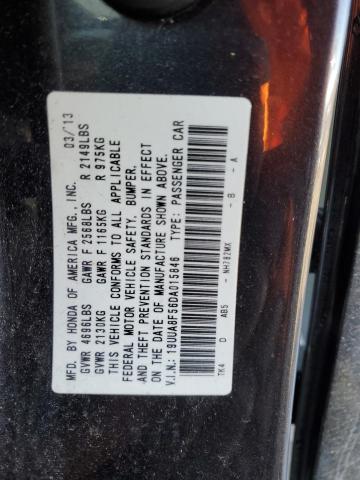 MFD. BY HONDA OF AMERICA MFG., INC. 03/13
GVWR 4696LBS GAWR F 2568LBS R 2149LBS
GVWR 2130KG GAWR F 1165KG R 975KG
THIS VEHICLE CONFORMS TO ALL APPLICABLE
FEDERAL MOTOR VEHICLE SAFETY, BUMPER,
AND THEFT PREVENTION STANDARDS IN EFFECT
ON THE DATE OF MANUFACTURE SHOWN ABOVE.
V.I.N.: 19UUA8F56DA015846 TYPE: PASSENGER CAR
TK4 D AB5 - NH782MX - B - A